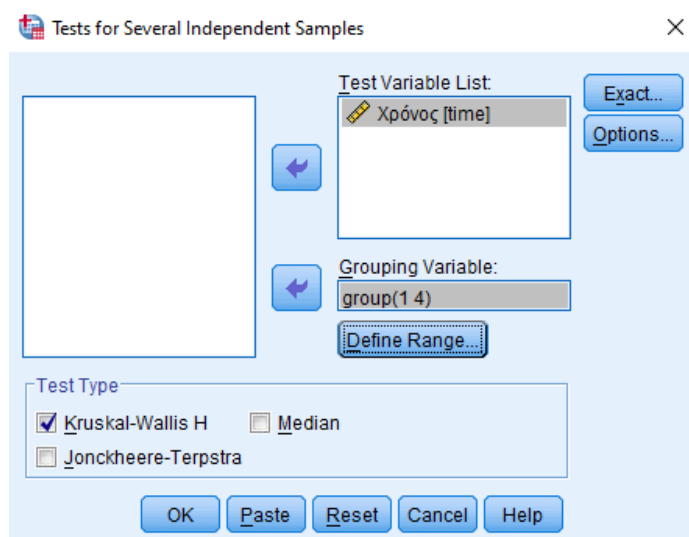 Tests for Several Independent Samples
Test Variable List:
Χρόνος [time]
Exact...
Options...
Grouping Variable:
group(1 4)
Define Range...
Test Type
Kruskal-Wallis H
Median
Jonckheere-Terpstra
OK
Paste
Reset
Cancel
Help